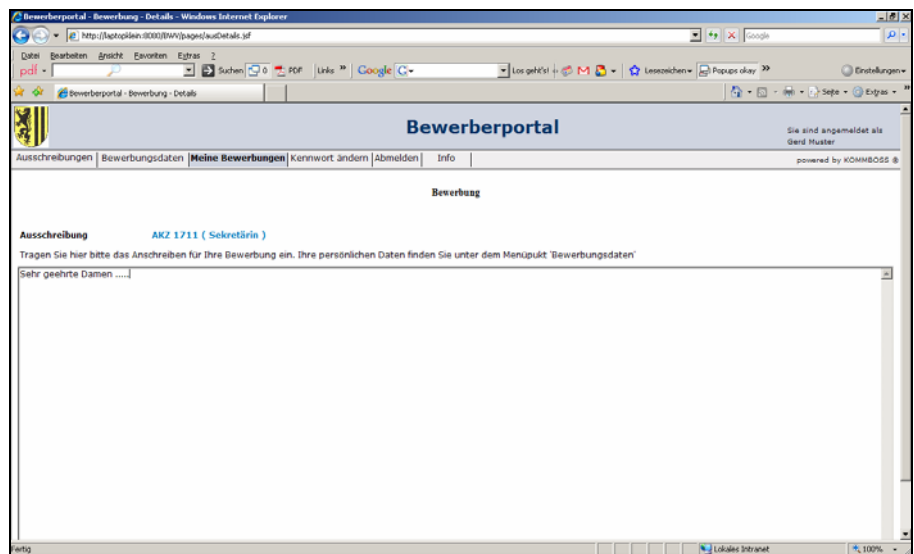 Bewerberportal - Bewerbung - Details - Windows Internet Explorer
http://laptopklein:8080/BWV/pages/ausDetails.jsf
Google
Datei Bearbeiten Ansicht Favoriten Extras ?
pdf Suchen 0 PDF Links » Google G Los geht's! Lesezeichen Popups okay » Einstellungen
Bewerberportal - Bewerbung - Details
Seite Extras »
Bewerberportal
Sie sind angemeldet als
Gerd Muster
Ausschreibungen Bewerbungsdaten Meine Bewerbungen Kennwort ändern Abmelden Info
powered by KOMMBOSS ®
Bewerbung
Ausschreibung AKZ 1711 ( Sekretärin )
Tragen Sie hier bitte das Anschreiben für Ihre Bewerbung ein. Ihre persönlichen Daten finden Sie unter dem Menüpukt 'Bewerbungsdaten'
Sehr geehrte Damen .....
Fertig
Lokales Intranet
100%